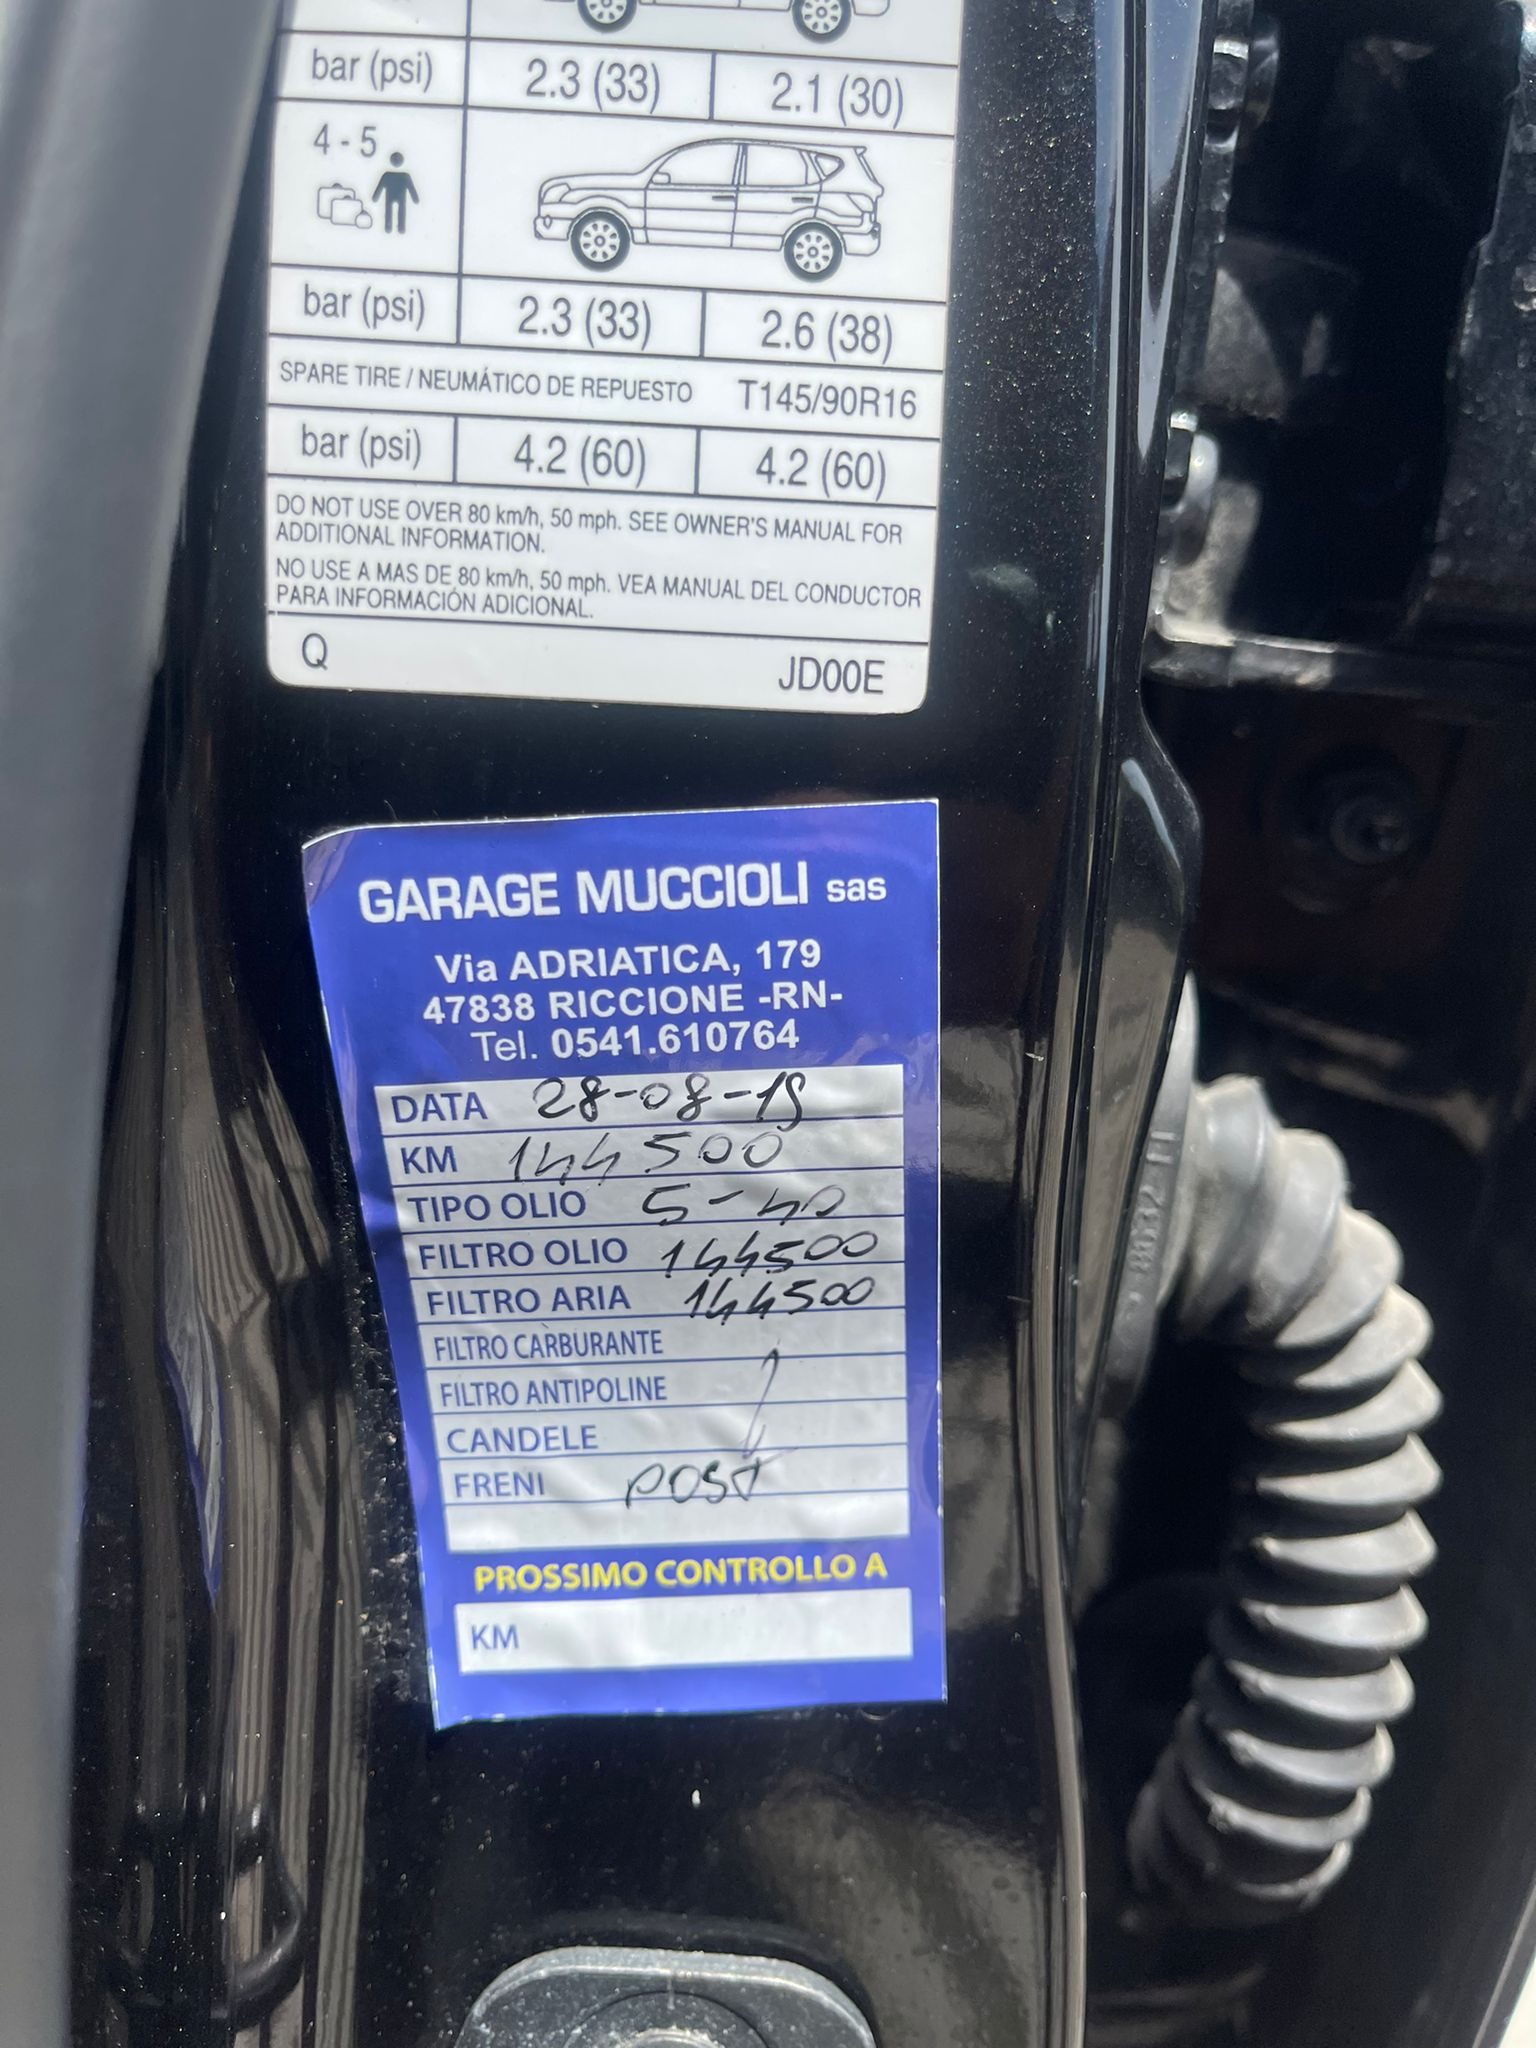 bar (psi) 2.3 (33) 2.1 (30)
4 - 5
bar (psi) 2.3 (33) 2.6 (38)
SPARE TIRE / NEUMÁTICO DE REPUESTO T145/90R16
bar (psi) 4.2 (60) 4.2 (60)
DO NOT USE OVER 80 km/h, 50 mph. SEE OWNER'S MANUAL FOR
ADDITIONAL INFORMATION.
NO USE A MAS DE 80 km/h, 50 mph. VEA MANUAL DEL CONDUCTOR
PARA INFORMACIÓN ADICIONAL.
Q JD00E
GARAGE MUCCIOLI sas
Via ADRIATICA, 179
47838 RICCIONE -RN-
Tel. 0541.610764
DATA 28-08-19
KM 144500
TIPO OLIO 5-40
FILTRO OLIO 144500
FILTRO ARIA 144500
FILTRO CARBURANTE
FILTRO ANTIPOLINE
CANDELE
FRENI POST
PROSSIMO CONTROLLO A
KM